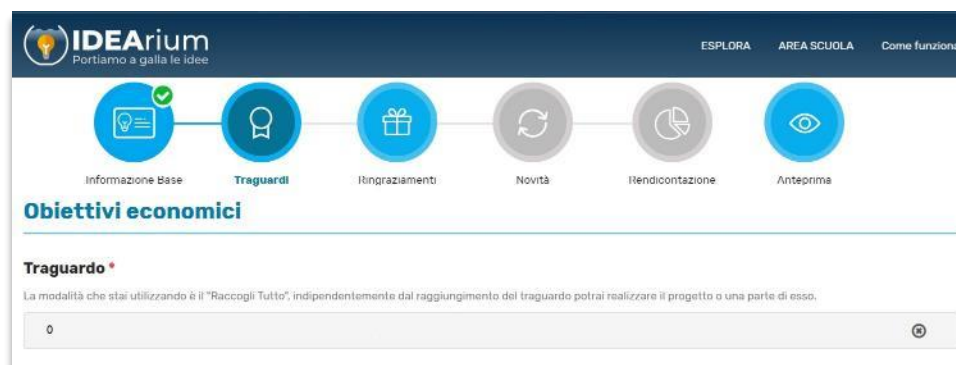 IDEArium
Portiamo a galla le idee
ESPLORA AREA SCUOLA Come funziona
Informazione Base Traguardi Ringraziamenti Novità Rendicontazione Anteprima
Obiettivi economici
Traguardo *
La modalità che stai utilizzando è il "Raccogli Tutto", indipendentemente dal raggiungimento del traguardo potrai realizzare il progetto o una parte di esso.
0